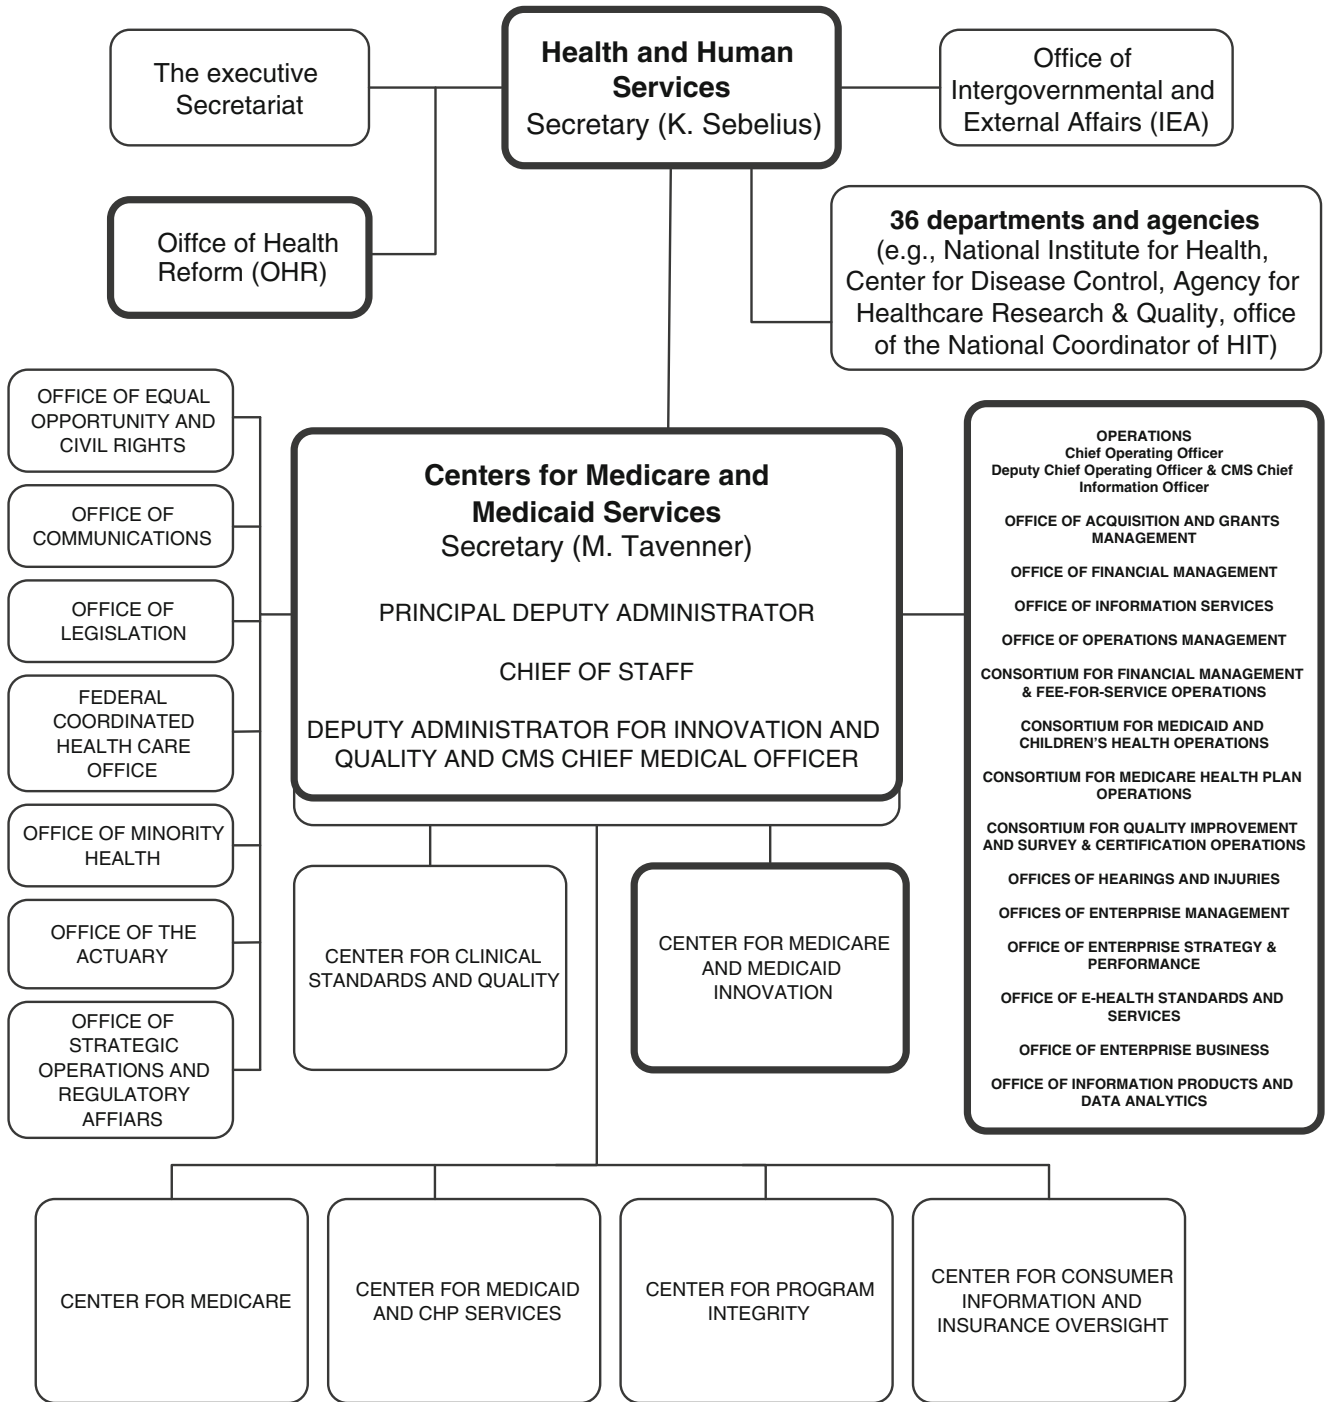 The executive
Secretariat
Health and Human
Services
Secretary (K. Sebelius)
Office of
Intergovernmental and
External Affairs (IEA)
Oiffce of Health
Reform (OHR)
36 departments and agencies
(e.g., National Institute for Health,
Center for Disease Control, Agency for
Healthcare Research & Quality, office
of the National Coordinator of HIT)
OFFICE OF EQUAL
OPPORTUNITY AND
CIVIL RIGHTS
OFFICE OF
COMMUNICATIONS
OFFICE OF
LEGISLATION
FEDERAL
COORDINATED
HEALTH CARE
OFFICE
OFFICE OF MINORITY
HEALTH
OFFICE OF THE
ACTUARY
OFFICE OF
STRATEGIC
OPERATIONS AND
REGULATORY
AFFIARS
Centers for Medicare and
Medicaid Services
Secretary (M. Tavenner)
PRINCIPAL DEPUTY ADMINISTRATOR
CHIEF OF STAFF
DEPUTY ADMINISTRATOR FOR INNOVATION AND
QUALITY AND CMS CHIEF MEDICAL OFFICER
OPERATIONS
Chief Operating Officer
Deputy Chief Operating Officer & CMS Chief
Information Officer
OFFICE OF ACQUISITION AND GRANTS
MANAGEMENT
OFFICE OF FINANCIAL MANAGEMENT
OFFICE OF INFORMATION SERVICES
OFFICE OF OPERATIONS MANAGEMENT
CONSORTIUM FOR FINANCIAL MANAGEMENT
& FEE-FOR-SERVICE OPERATIONS
CONSORTIUM FOR MEDICAID AND
CHILDREN'S HEALTH OPERATIONS
CONSORTIUM FOR MEDICARE HEALTH PLAN
OPERATIONS
CONSORTIUM FOR QUALITY IMPROVEMENT
AND SURVEY & CERTIFICATION OPERATIONS
OFFICES OF HEARINGS AND INJURIES
OFFICES OF ENTERPRISE MANAGEMENT
OFFICE OF ENTERPRISE STRATEGY &
PERFORMANCE
OFFICE OF E-HEALTH STANDARDS AND
SERVICES
OFFICE OF ENTERPRISE BUSINESS
OFFICE OF INFORMATION PRODUCTS AND
DATA ANALYTICS
CENTER FOR CLINICAL
STANDARDS AND QUALITY
CENTER FOR MEDICARE
AND MEDICAID
INNOVATION
CENTER FOR MEDICARE
CENTER FOR MEDICAID
AND CHP SERVICES
CENTER FOR PROGRAM
INTEGRITY
CENTER FOR CONSUMER
INFORMATION AND
INSURANCE OVERSIGHT